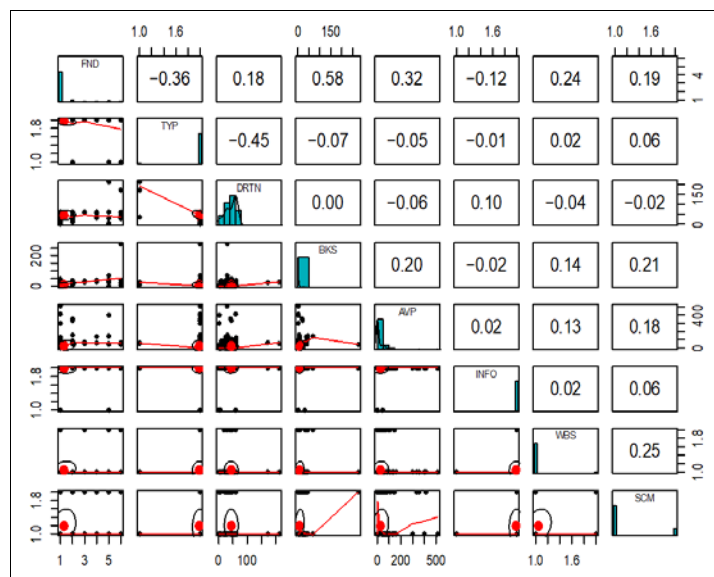 1.0 1.6 0 150 1.0 1.6 1.0 1.6
FND −0.36 0.18 0.58 0.32 −0.12 0.24 0.19 1 4
1.0 1.8 TYP −0.45 −0.07 −0.05 −0.01 0.02 0.06
DRTN 0.00 −0.06 0.10 −0.04 −0.02 0 150
0 200 BKS 0.20 −0.02 0.14 0.21
AVP 0.02 0.13 0.18 0 400
1.0 1.8 INFO 0.02 0.06
WBS 0.25 1.0 1.8
1.0 1.8 SCM
1 3 5 0 100 0 200 500 1.0 1.6